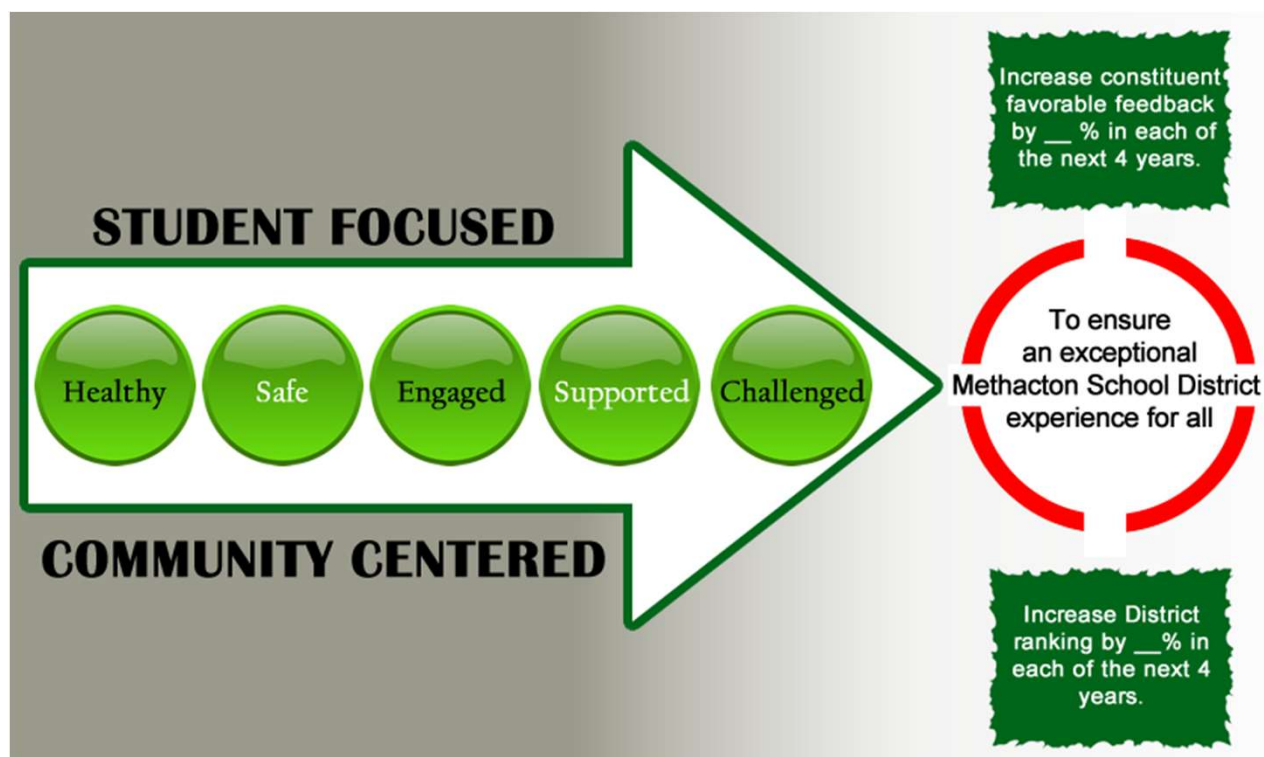 STUDENT FOCUSED
Healthy
Safe
Engaged
Supported
Challenged
COMMUNITY CENTERED
Increase constituent
favorable feedback
by __ % in each of
the next 4 years.
To ensure
an exceptional
Methacton School District
experience for all
Increase District
ranking by __% in
each of the next 4
years.